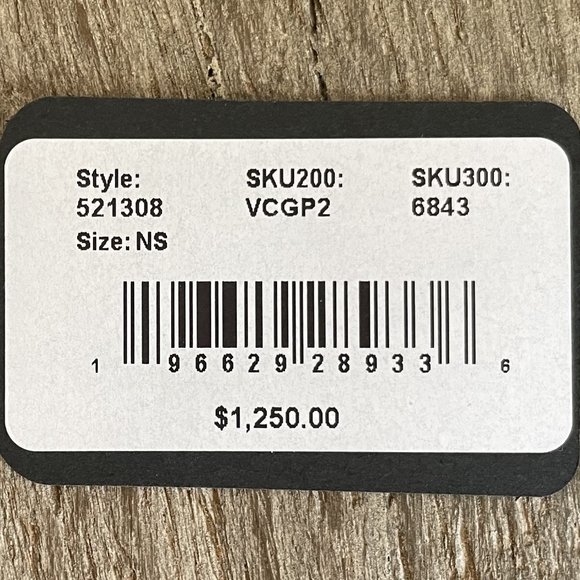 Style: SKU200: SKU300:
521308 VCGP2 6843
Size: NS
1 96629 28933 6
$1,250.00